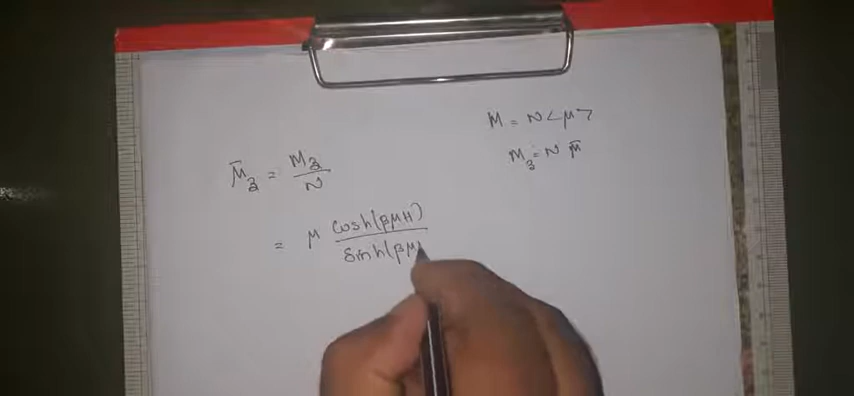 M = N<μ>
M_z = N μ̄
μ̄_z = M_z / N
= μ cosh(βμH) / sinh(βμ